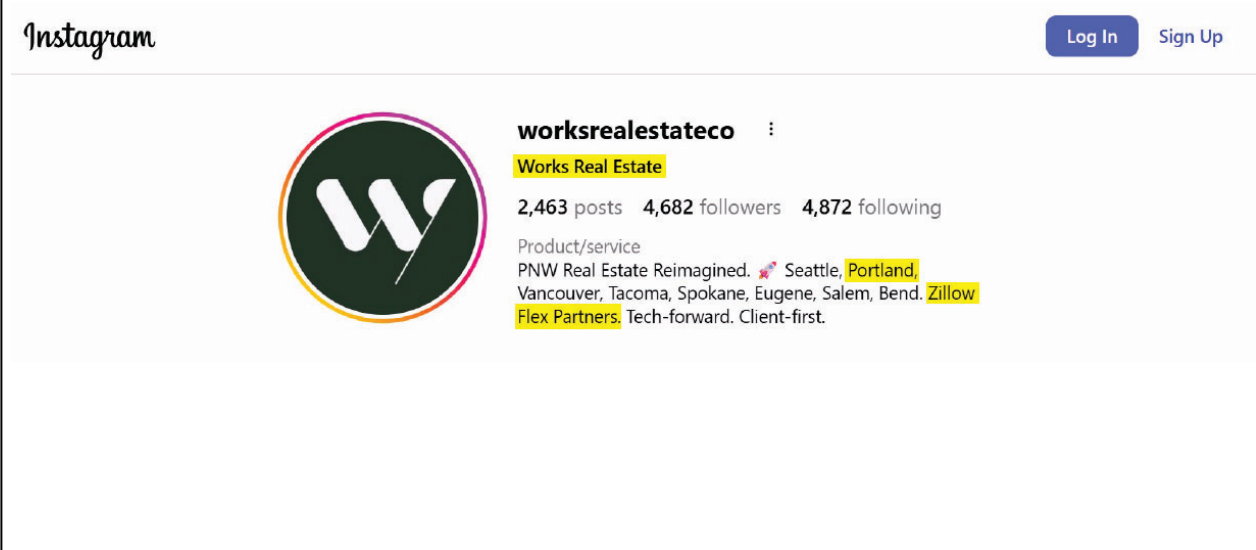 Instagram
Log In
Sign Up
worksrealestateco
Works Real Estate
2,463 posts 4,682 followers 4,872 following
Product/service
PNW Real Estate Reimagined. 🚀 Seattle, Portland,
Vancouver, Tacoma, Spokane, Eugene, Salem, Bend. Zillow
Flex Partners. Tech-forward. Client-first.